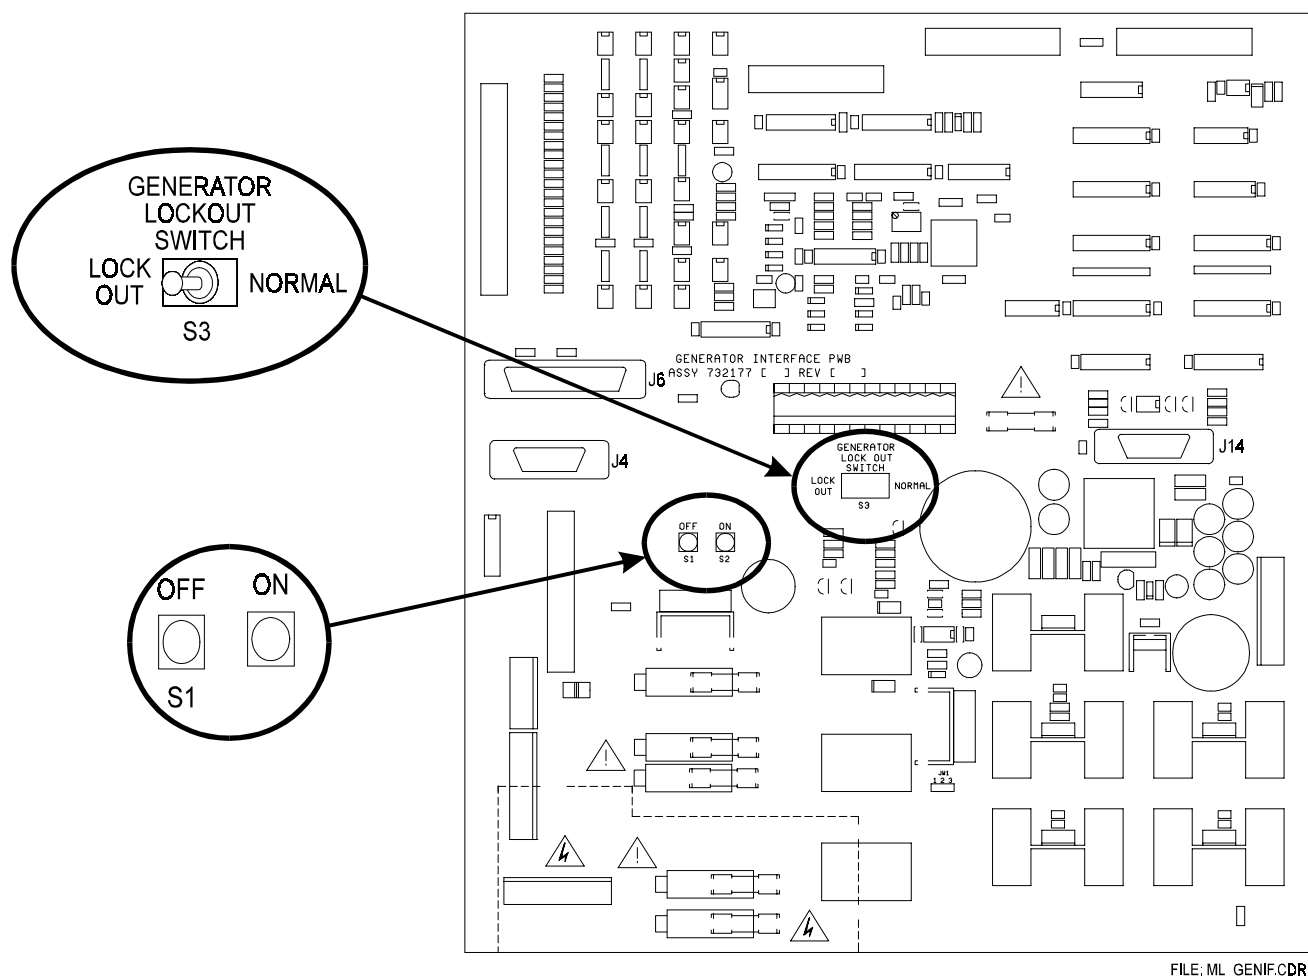 GENERATOR
LOCKOUT
SWITCH
LOCK
OUT
NORMAL
S3
GENERATOR INTERFACE PWB
ASSY 732177 [ ] REV [ ]
J6
J4
J14
GENERATOR
LOCK OUT
SWITCH
LOCK
OUT
NORMAL
S3
OFF ON
S1 S2
OFF ON
S1
JW1
1 2 3
FILE: ML GENIF.CDR